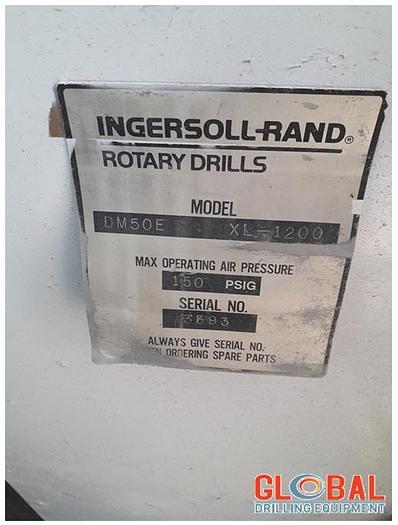 INGERSOLL-RAND®
ROTARY DRILLS
MODEL
DM50E XL-1200
MAX OPERATING AIR PRESSURE
150 PSIG
SERIAL NO.
ALWAYS GIVE SERIAL NO.
ORDERING SPARE PARTS
GLOBAL
DRILLING EQUIPMENT